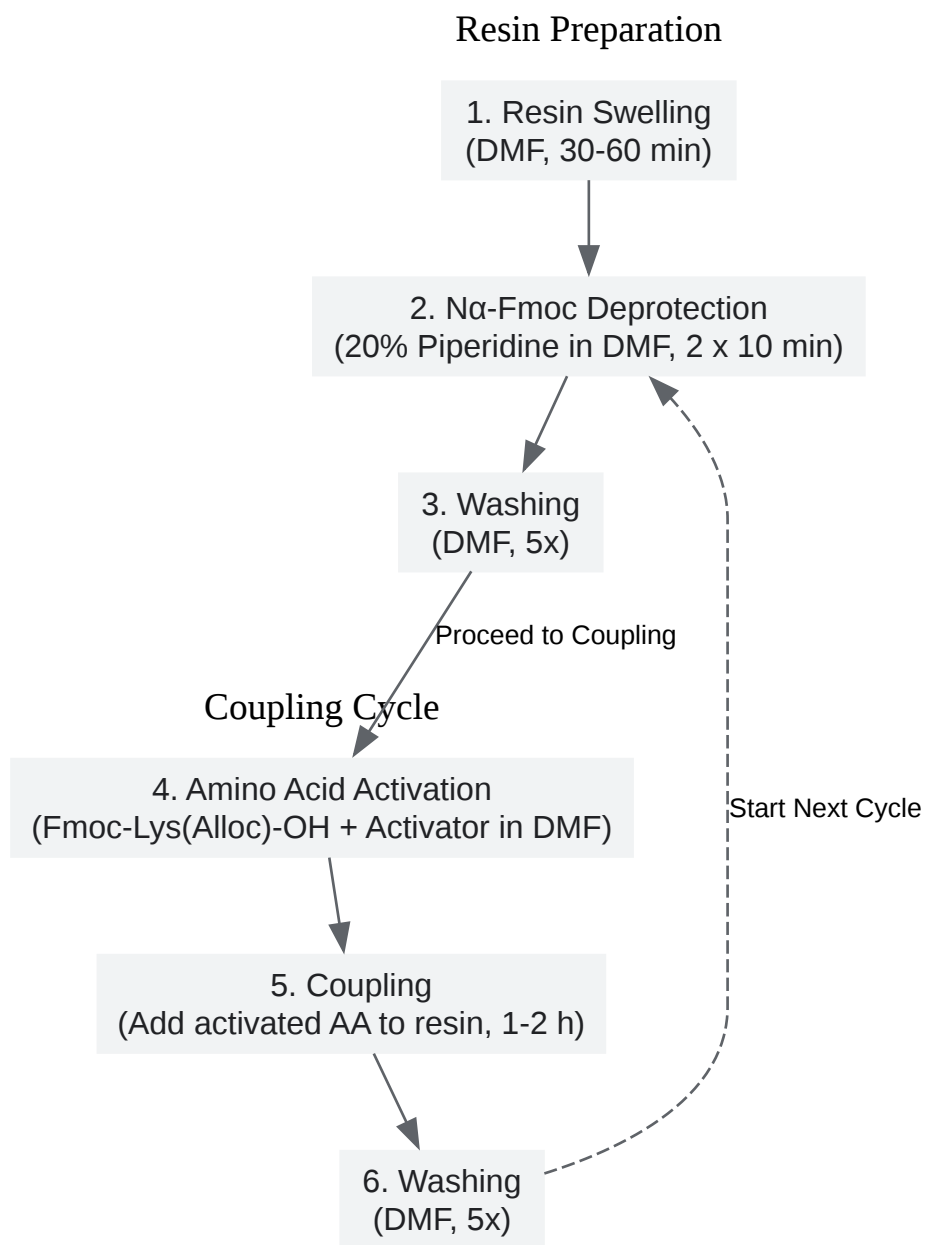 Resin Preparation
1. Resin Swelling
(DMF, 30-60 min)
2. Nα-Fmoc Deprotection
(20% Piperidine in DMF, 2 x 10 min)
3. Washing
(DMF, 5x)
Proceed to Coupling
Coupling Cycle
4. Amino Acid Activation
(Fmoc-Lys(Alloc)-OH + Activator in DMF)
Start Next Cycle
5. Coupling
(Add activated AA to resin, 1-2 h)
6. Washing
(DMF, 5x)